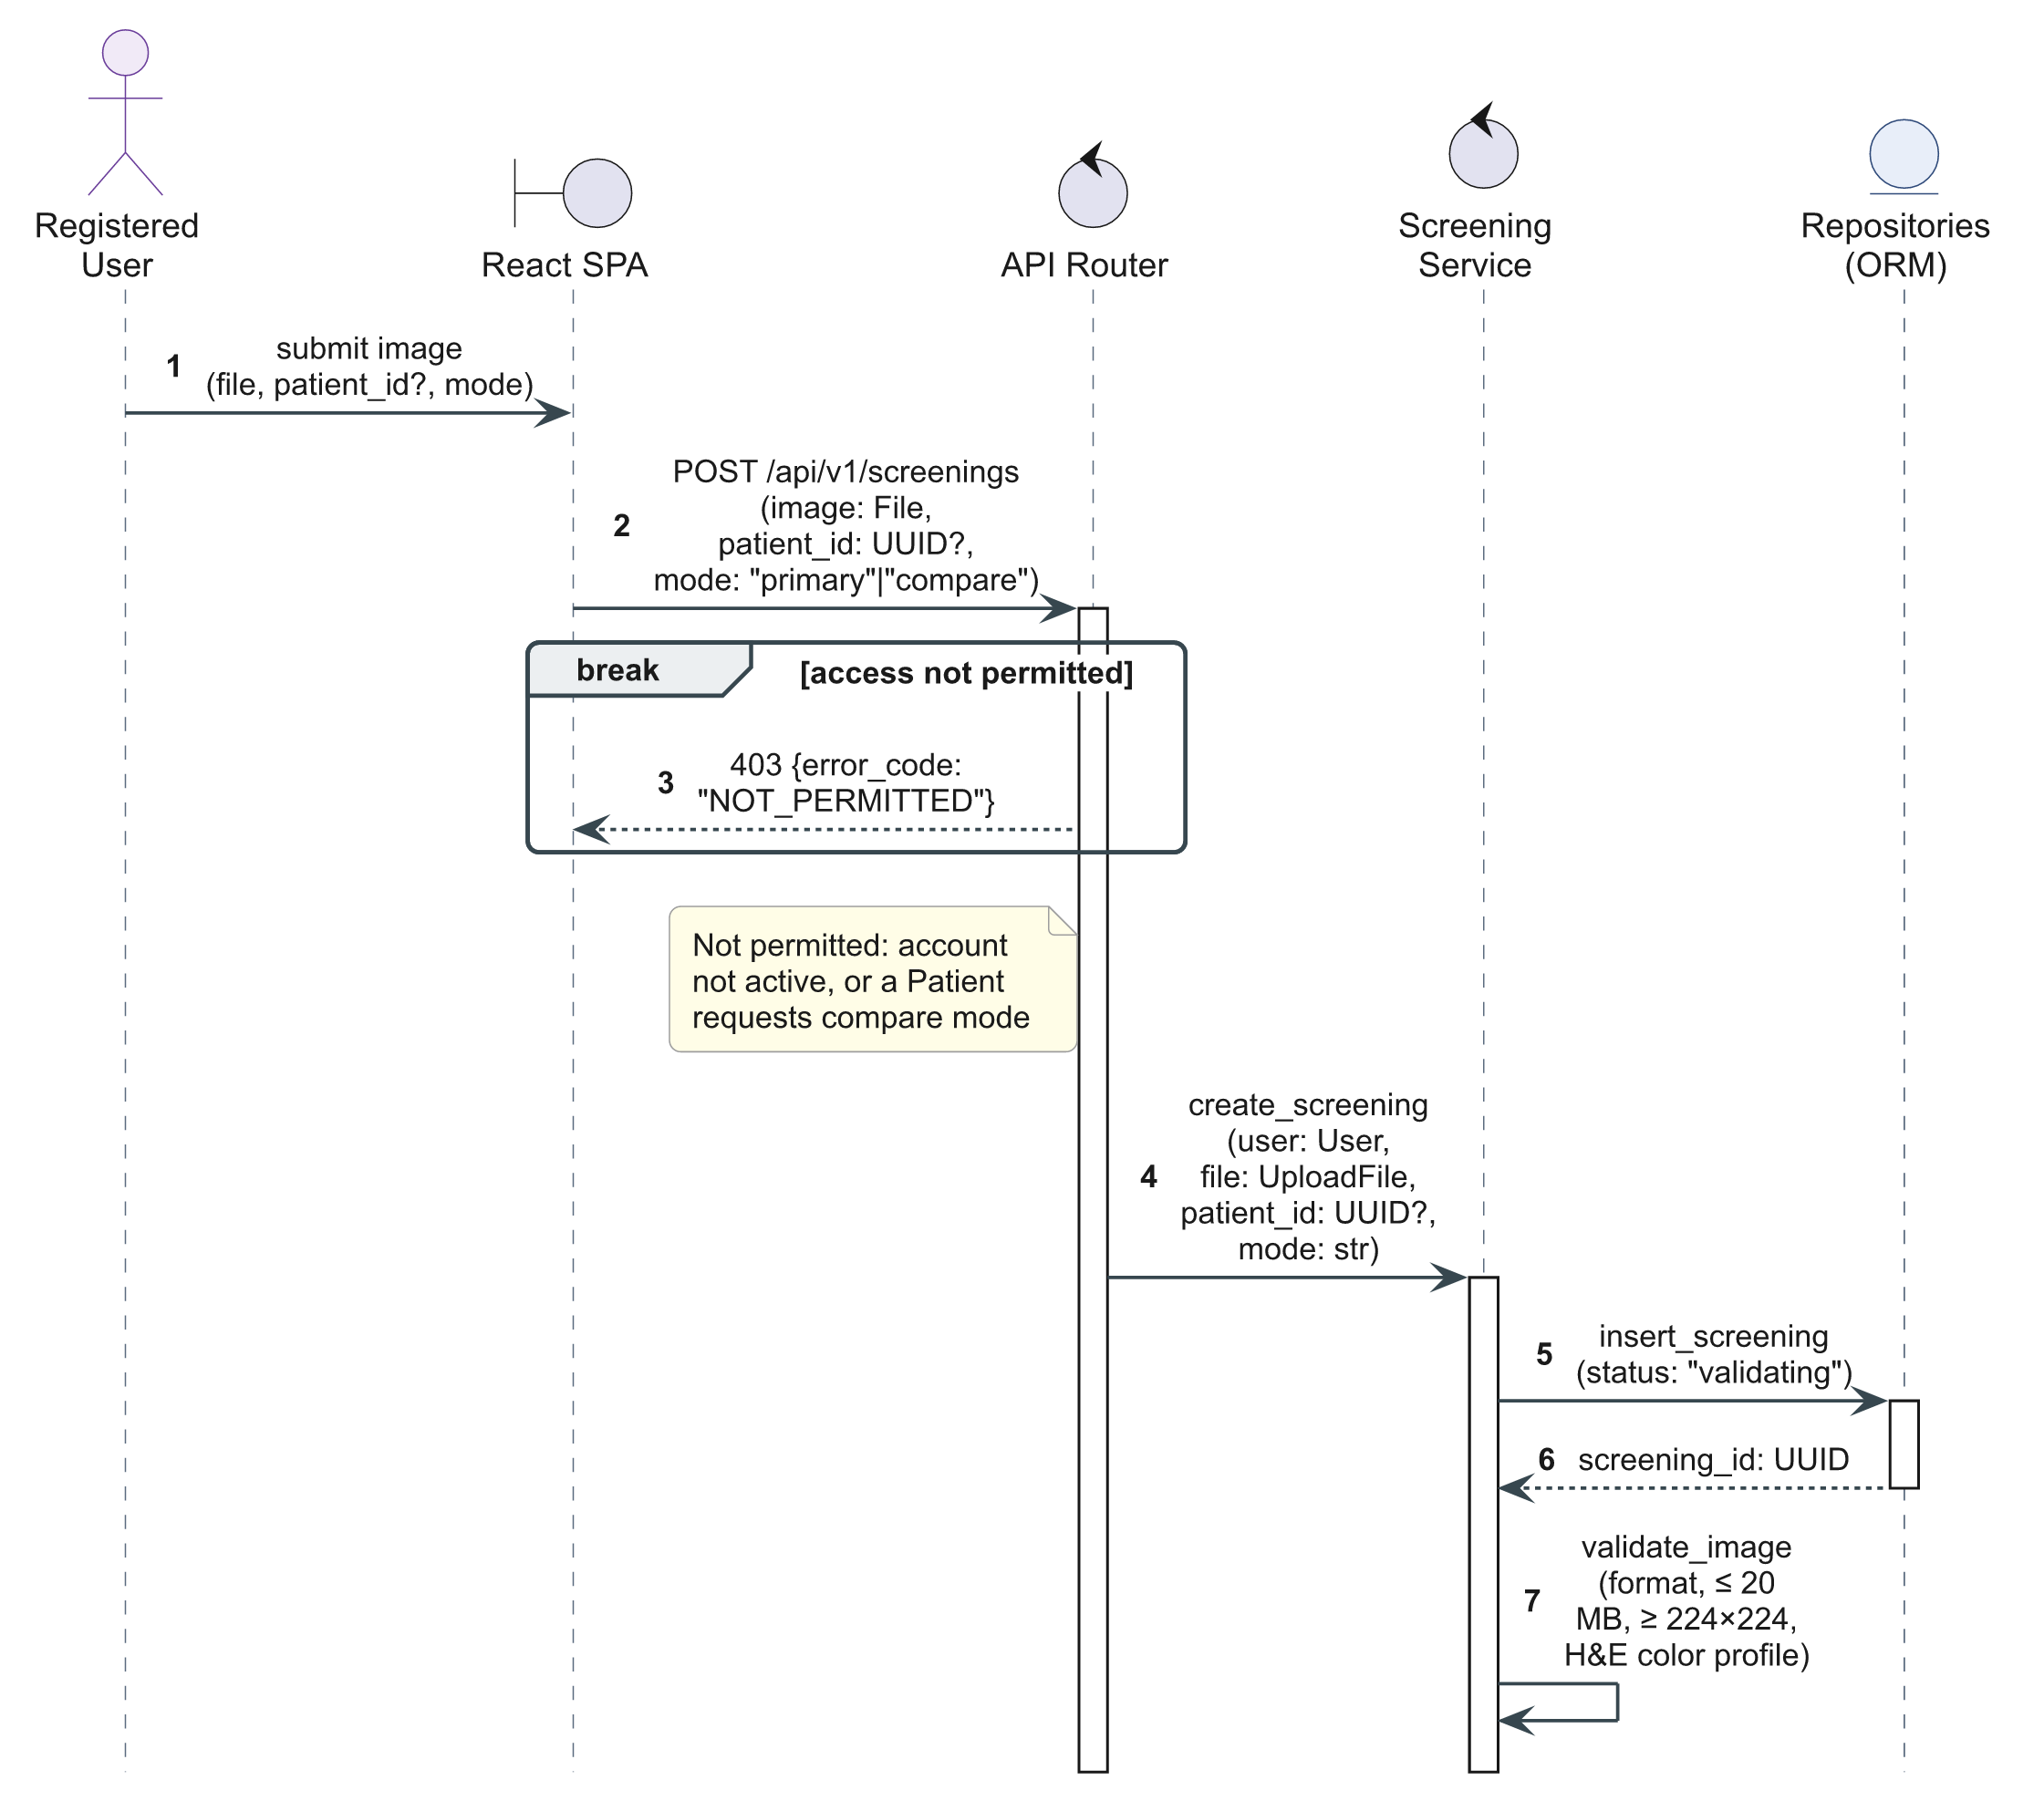 Registered
User
React SPA
API Router
Screening
Service
Repositories
(ORM)
1
submit image
(file, patient_id?, mode)
2
POST /api/v1/screenings
(image: File,
patient_id: UUID?,
mode: "primary"|"compare")
break
[access not permitted]
3
403 {error_code:
"NOT_PERMITTED"}
Not permitted: account
not active, or a Patient
requests compare mode
4
create_screening
(user: User,
file: UploadFile,
patient_id: UUID?,
mode: str)
5
insert_screening
(status: "validating")
6
screening_id: UUID
7
validate_image
(format, ≤ 20
MB, ≥ 224×224,
H&E color profile)